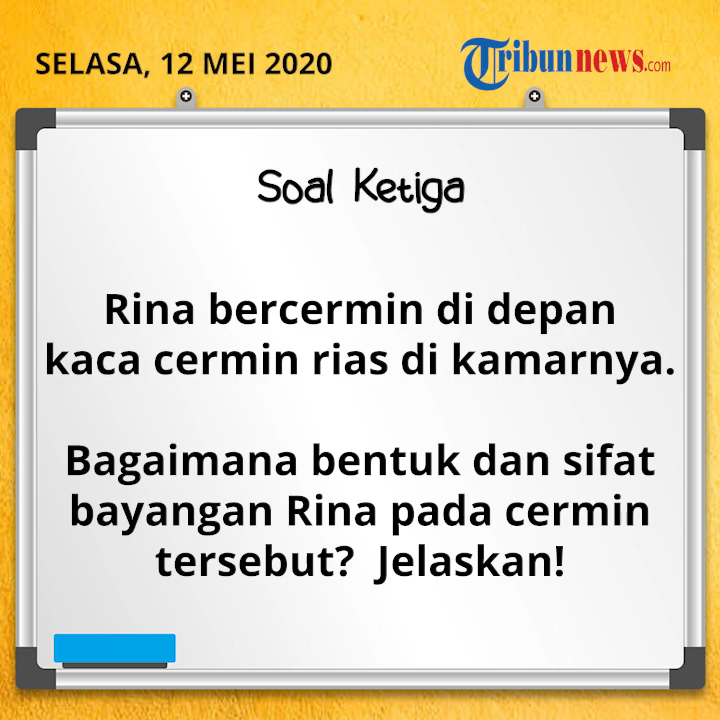 SELASA, 12 MEI 2020
Tribunnews.com
Soal Ketiga
Rina bercermin di depan
kaca cermin rias di kamarnya.
Bagaimana bentuk dan sifat
bayangan Rina pada cermin
tersebut?  Jelaskan!